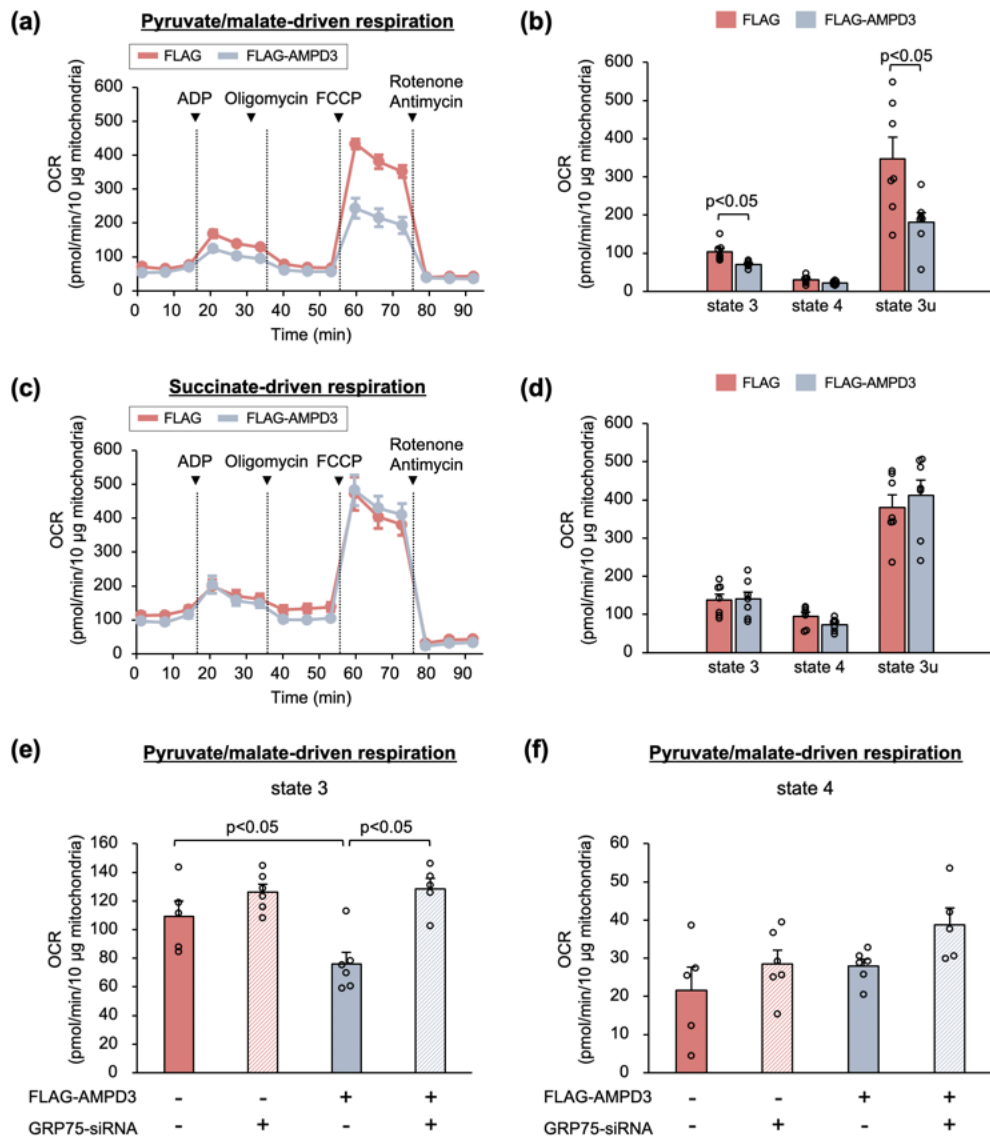 (a) Pyruvate/malate-driven respiration
FLAG FLAG-AMPD3
ADP Oligomycin FCCP Rotenone
Antimycin
OCR
(pmol/min/10 µg mitochondria)
600
500
400
300
200
100
0
0 10 20 30 40 50 60 70 80 90
Time (min)
(b)
FLAG FLAG-AMPD3
OCR
(pmol/min/10 µg mitochondria)
600
500
400
300
200
100
0
p<0.05
p<0.05
state 3 state 4 state 3u
(c) Succinate-driven respiration
FLAG FLAG-AMPD3
ADP Oligomycin FCCP Rotenone
Antimycin
OCR
(pmol/min/10 µg mitochondria)
600
500
400
300
200
100
0
0 10 20 30 40 50 60 70 80 90
Time (min)
(d)
FLAG FLAG-AMPD3
OCR
(pmol/min/10 µg mitochondria)
600
500
400
300
200
100
0
state 3 state 4 state 3u
(e) Pyruvate/malate-driven respiration
state 3
OCR
(pmol/min/10 µg mitochondria)
160
140
120
100
80
60
40
20
0
p<0.05 p<0.05
FLAG-AMPD3 - - + +
GRP75-siRNA - + - +
(f) Pyruvate/malate-driven respiration
state 4
OCR
(pmol/min/10 µg mitochondria)
60
50
40
30
20
10
0
- - + +
- + - +